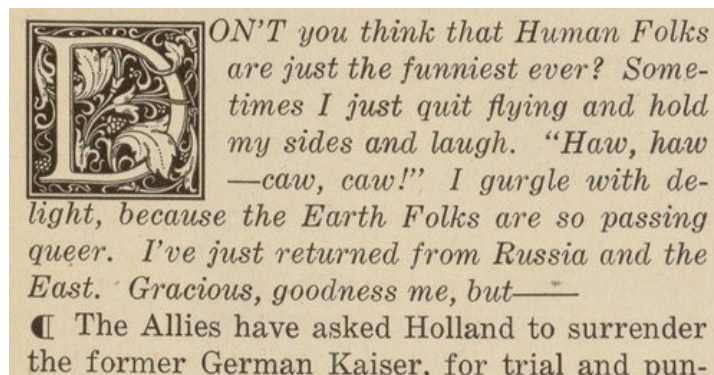 DON'T you think that Human Folks
are just the funniest ever? Some-
times I just quit flying and hold
my sides and laugh. "Haw, haw
—caw, caw!" I gurgle with de-
light, because the Earth Folks are so passing
queer. I've just returned from Russia and the
East. Gracious, goodness me, but——
¶ The Allies have asked Holland to surrender
the former German Kaiser, for trial and pun-